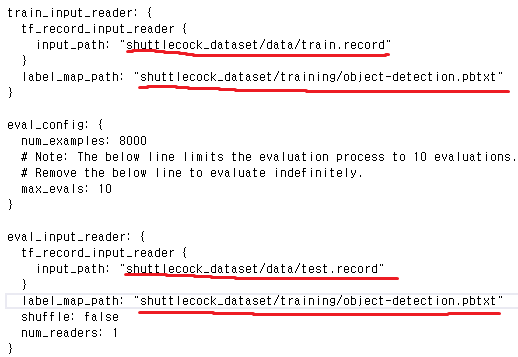 train_input_reader: {
tf_record_input_reader {
input_path: "shuttlecock_dataset/data/train.record"
}
label_map_path: "shuttlecock_dataset/training/object-detection.pbtxt"
}
eval_config: {
num_examples: 8000
# Note: The below line limits the evaluation process to 10 evaluations.
# Remove the below line to evaluate indefinitely.
max_evals: 10
}
eval_input_reader: {
tf_record_input_reader {
input_path: "shuttlecock_dataset/data/test.record"
}
label_map_path: "shuttlecock_dataset/training/object-detection.pbtxt"
shuffle: false
num_readers: 1
}